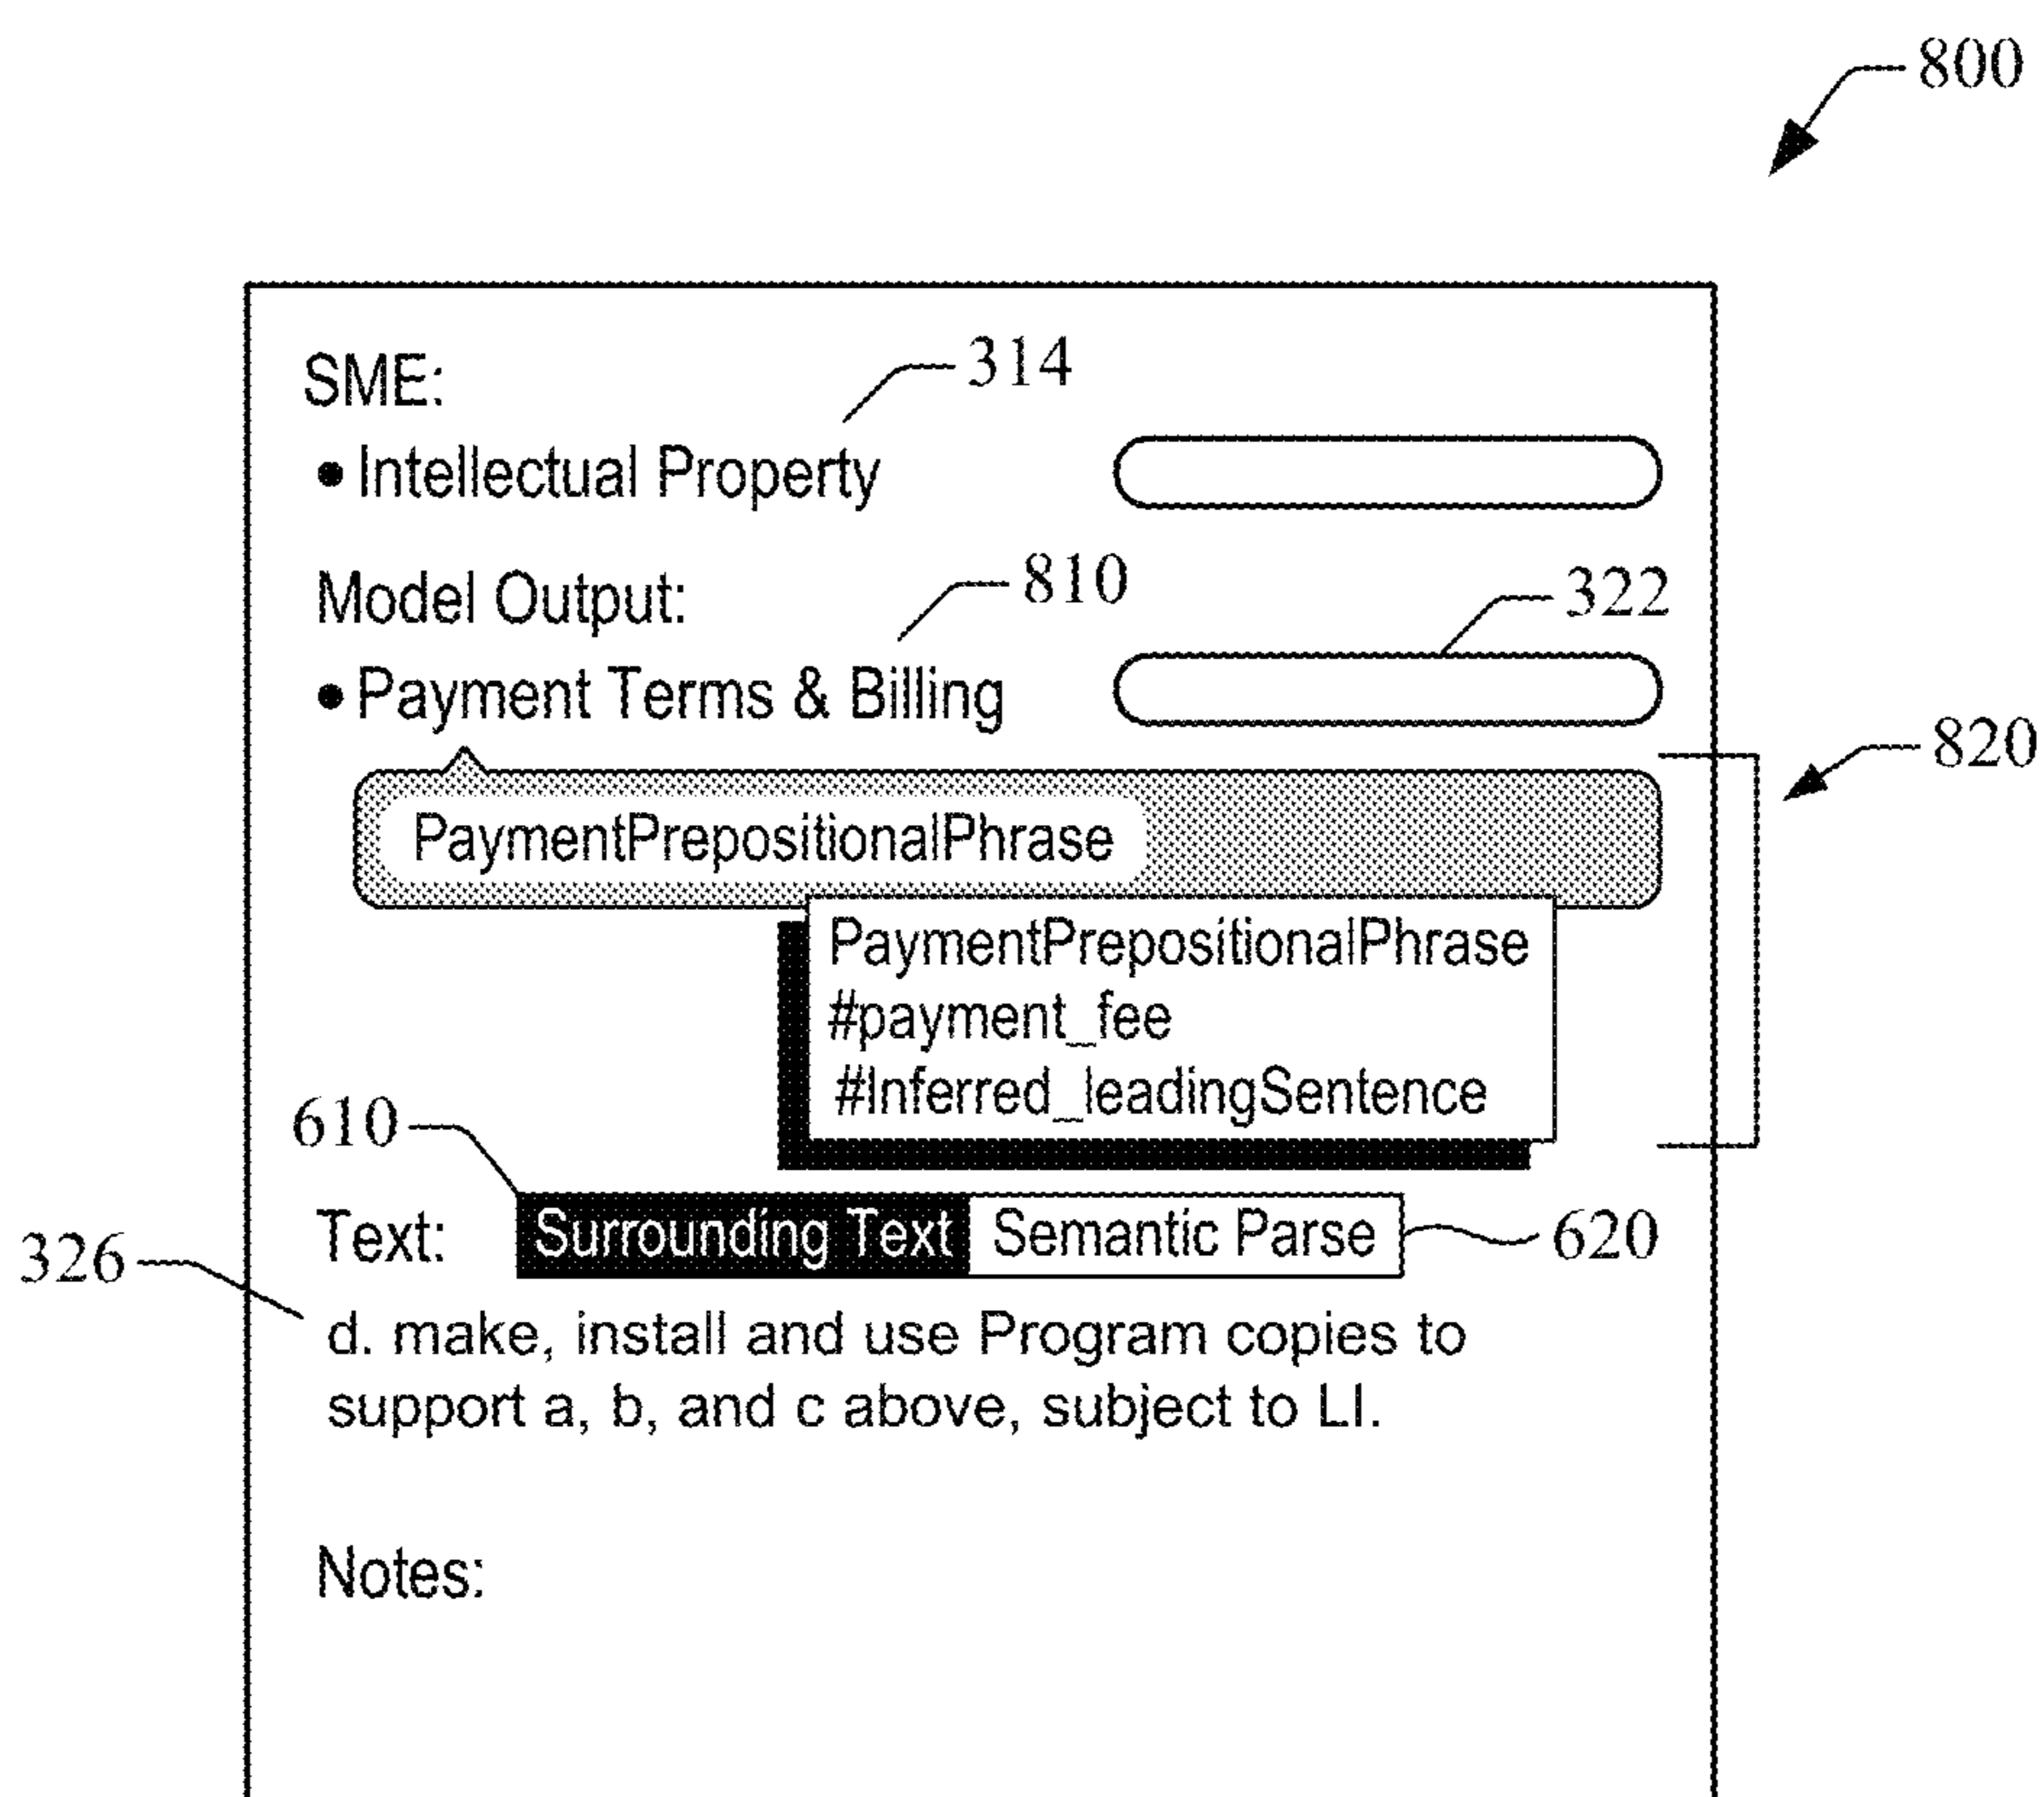 800
SME:
314
• Intellectual Property
Model Output:
810
322
• Payment Terms & Billing
820
PaymentPrepositionalPhrase
PaymentPrepositionalPhrase
#payment_fee
#Inferred_leadingSentence
610
Text:
Surrounding Text
Semantic Parse
620
326
d. make, install and use Program copies to
support a, b, and c above, subject to LI.
Notes: